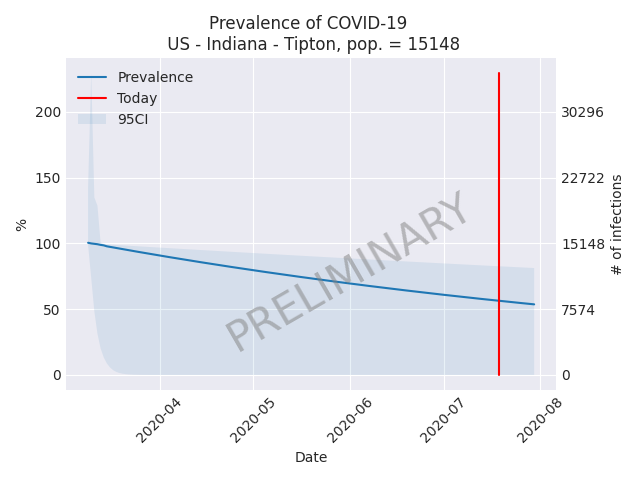 Prevalence of COVID-19
US - Indiana - Tipton, pop. = 15148
Prevalence
Today
95CI
200
150
100
50
0
%
30296
22722
15148
7574
0
# of infections
PRELIMINARY
2020-04
2020-05
2020-06
2020-07
2020-08
Date